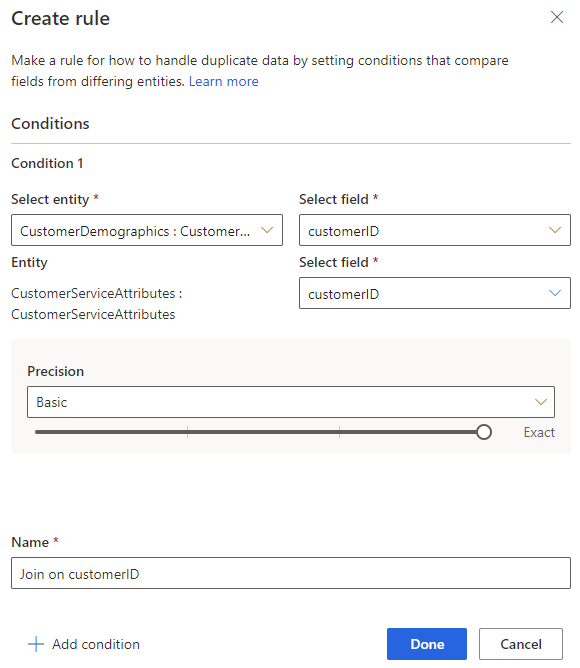 Create rule
Make a rule for how to handle duplicate data by setting conditions that compare
fields from differing entities. Learn more
Conditions
Condition 1
Select entity * Select field *
CustomerDemographics : Customer... customerID
Entity Select field *
CustomerServiceAttributes :
CustomerServiceAttributes
customerID
Precision
Basic
Exact
Name *
Join on customerID
Add condition Done Cancel